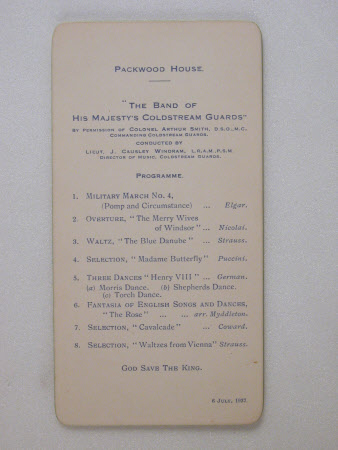 PACKWOOD HOUSE.
"THE BAND OF
HIS MAJESTY'S COLDSTREAM GUARDS"
BY PERMISSION OF COLONEL ARTHUR SMITH, D.S.O., M.C.
COMMANDING COLDSTREAM GUARDS.
CONDUCTED BY
LIEUT. J. CAUSLEY WINDRAM, L.R.A.M., P.S.M.
DIRECTOR OF MUSIC, COLDSTREAM GUARDS.
PROGRAMME.
1. MILITARY MARCH No. 4,
(Pomp and Circumstance) ... Elgar.
2. OVERTURE, "The Merry Wives
of Windsor" ... Nicolai.
3. WALTZ, "The Blue Danube" ... Strauss.
4. SELECTION, "Madame Butterfly" Puccini.
5. THREE DANCES "Henry VIII" ... German.
(a) Morris Dance. (b) Shepherds Dance.
(c) Torch Dance.
6. FANTASIA OF ENGLISH SONGS AND DANCES,
"The Rose" ... ... arr. Myddleton.
7. SELECTION, "Cavalcade" ... Coward.
8. SELECTION, "Waltzes from Vienna" Strauss.
GOD SAVE THE KING.
6 JULY, 1937.